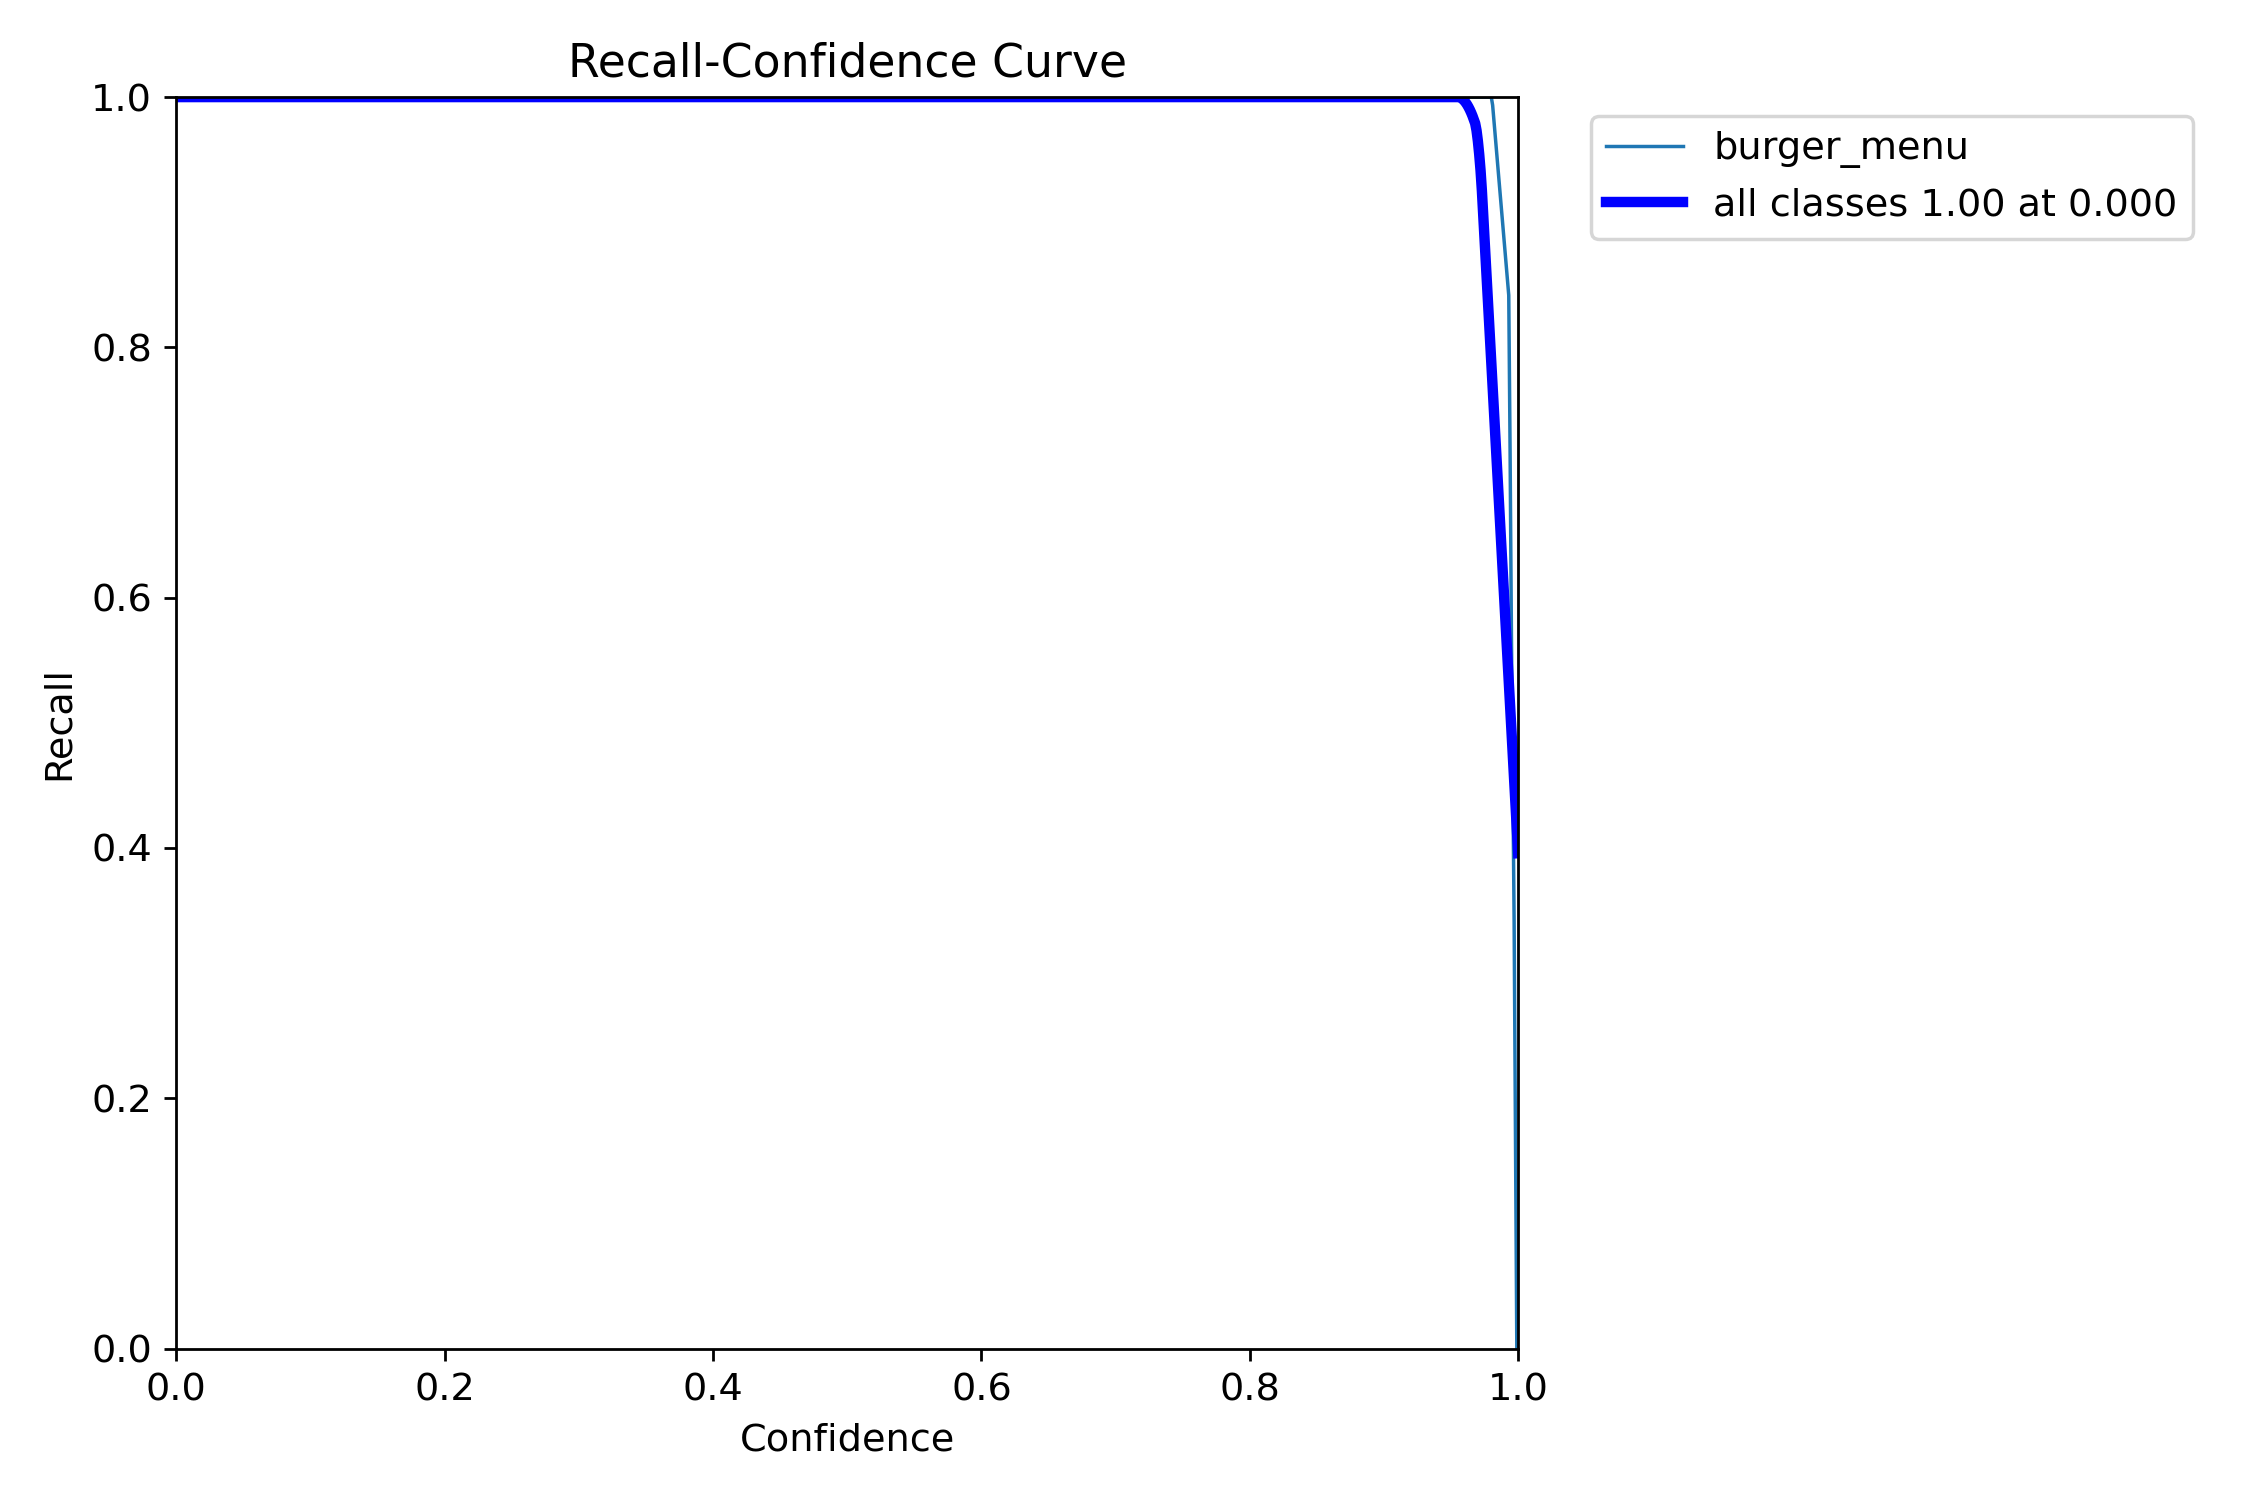 Recall-Confidence Curve
1.0
0.8
0.6
0.4
0.2
0.0
Recall
0.0 0.2 0.4 0.6 0.8 1.0
Confidence
burger_menu
all classes 1.00 at 0.000